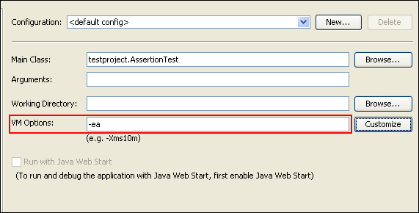 Configuration: <default config> New... Delete
Main Class: testproject.AssertionTest Browse...
Arguments:
Working Directory: Browse...
VM Options: -ea Customize
(e.g. -Xms10m)
Run with Java Web Start
(To run and debug the application with Java Web Start, first enable Java Web Start)